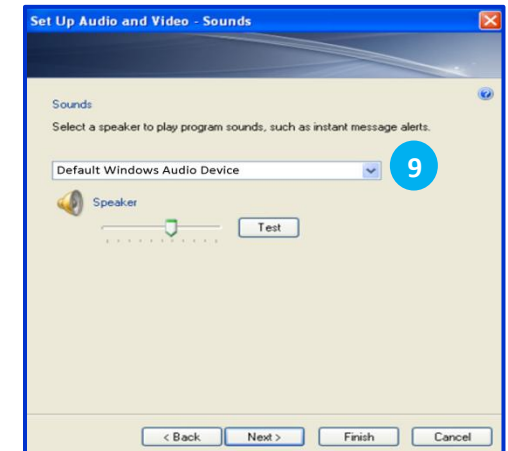 Set Up Audio and Video - Sounds
Sounds
Select a speaker to play program sounds, such as instant message alerts.
Default Windows Audio Device
9
Speaker
Test
< Back
Next >
Finish
Cancel